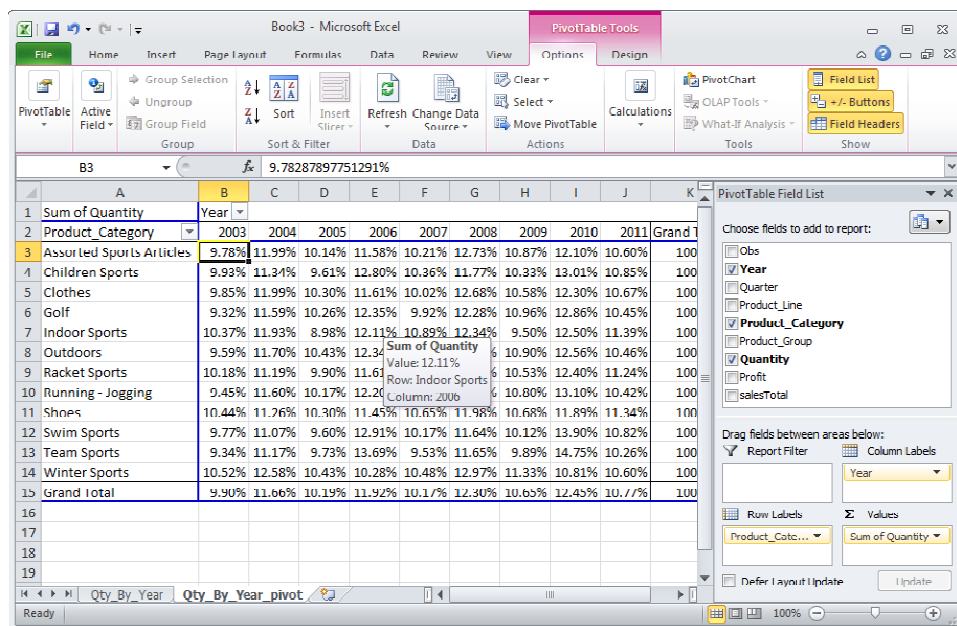 Book3 - Microsoft Excel
PivotTable Tools
File Home Insert Page Layout Formulas Data Review View Options Design
PivotTable
Active Field
Group Selection
Ungroup
Group Field
Group
Sort
Insert Slicer
Sort & Filter
Refresh
Change Data Source
Data
Clear
Select
Move PivotTable
Actions
Calculations
PivotChart
OLAP Tools
What-If Analysis
Tools
Field List
+/- Buttons
Field Headers
Show
B3 fx 9.78287897751291%
A B C D E F G H I J K
1 Sum of Quantity Year
2 Product_Category 2003 2004 2005 2006 2007 2008 2009 2010 2011 Grand T
3 Assorted Sports Articles 9.78% 11.99% 10.14% 11.58% 10.21% 12.73% 10.87% 12.10% 10.60% 100
4 Children Sports 9.93% 11.34% 9.61% 12.80% 10.36% 11.77% 10.33% 13.01% 10.85% 100
5 Clothes 9.85% 11.99% 10.30% 11.61% 10.02% 12.68% 10.58% 12.30% 10.67% 100
6 Golf 9.32% 11.59% 10.26% 12.35% 9.92% 12.28% 10.96% 12.86% 10.45% 100
7 Indoor Sports 10.37% 11.93% 8.98% 12.11% 10.89% 12.34% 9.50% 12.50% 11.39% 100
8 Outdoors 9.59% 11.70% 10.43% 12.34 10.90% 12.56% 10.46% 100
9 Racket Sports 10.18% 11.19% 9.90% 11.61 10.53% 12.40% 11.24% 100
10 Running - Jogging 9.45% 11.60% 10.17% 12.20 10.80% 13.10% 10.42% 100
11 Shoes 10.44% 11.26% 10.30% 11.45% 10.65% 11.98% 10.68% 11.89% 11.34% 100
12 Swim Sports 9.77% 11.07% 9.60% 12.91% 10.17% 11.64% 10.12% 13.90% 10.82% 100
13 Team Sports 9.34% 11.17% 9.73% 13.69% 9.53% 11.65% 9.89% 14.75% 10.26% 100
14 Winter Sports 10.52% 12.58% 10.43% 10.28% 10.48% 12.97% 11.33% 10.81% 10.60% 100
15 Grand Total 9.90% 11.66% 10.19% 11.92% 10.17% 12.30% 10.65% 12.45% 10.77% 100
16
17
18
19
Sum of Quantity
Value: 12.11%
Row: Indoor Sports
Column: 2006
PivotTable Field List
Choose fields to add to report:
Obs
Year
Quarter
Product_Line
Product_Category
Product_Group
Quantity
Profit
salesTotal
Drag fields between areas below:
Report Filter Column Labels
Year
Row Labels Σ Values
Product_Cate... Sum of Quantity
Defer Layout Update Update
Qty_By_Year Qty_By_Year_pivot
Ready 100%